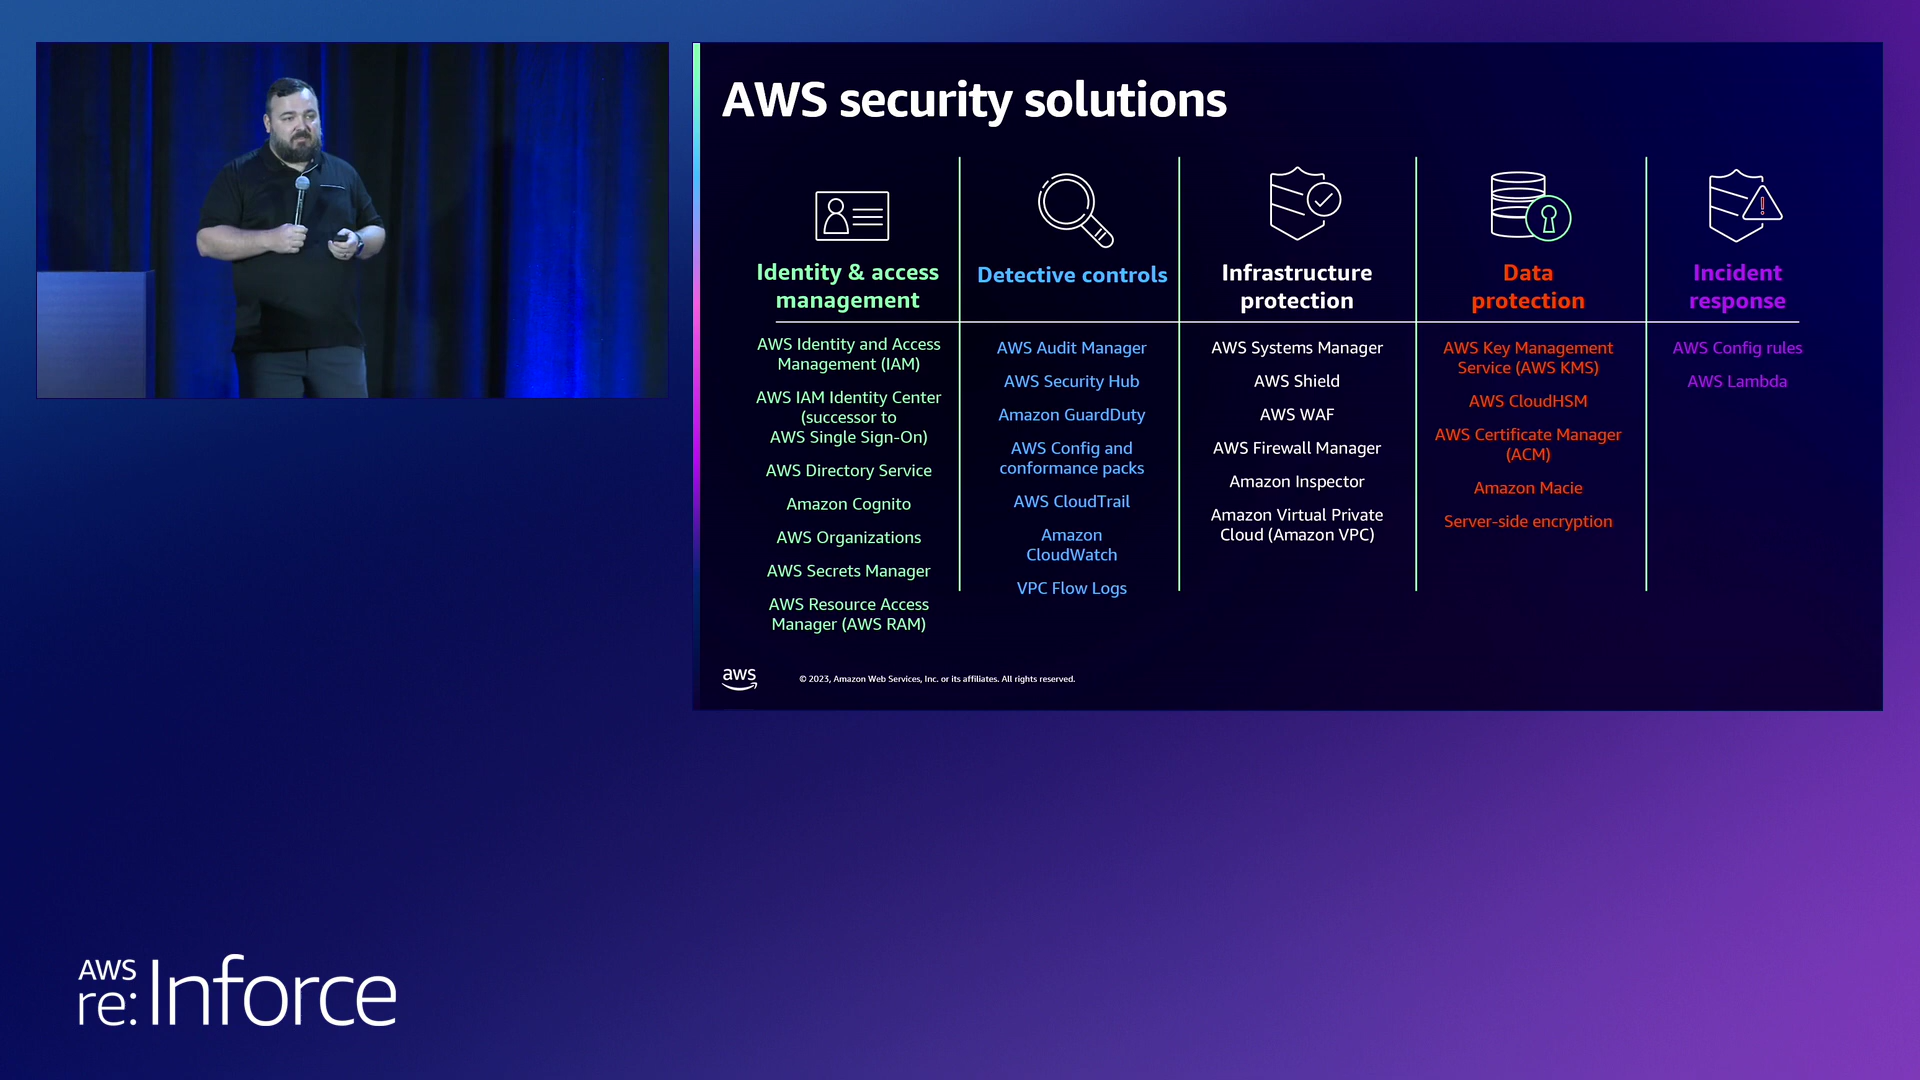 AWS security solutions
Identity & access
management
AWS Identity and Access
Management (IAM)
AWS IAM Identity Center
(successor to
AWS Single Sign-On)
AWS Directory Service
Amazon Cognito
AWS Organizations
AWS Secrets Manager
AWS Resource Access
Manager (AWS RAM)
Detective controls
AWS Audit Manager
AWS Security Hub
Amazon GuardDuty
AWS Config and
conformance packs
AWS CloudTrail
Amazon
CloudWatch
VPC Flow Logs
Infrastructure
protection
AWS Systems Manager
AWS Shield
AWS WAF
AWS Firewall Manager
Amazon Inspector
Amazon Virtual Private
Cloud (Amazon VPC)
Data
protection
AWS Key Management
Service (AWS KMS)
AWS CloudHSM
AWS Certificate Manager
(ACM)
Amazon Macie
Server-side encryption
Incident
response
AWS Config rules
AWS Lambda
aws
© 2023, Amazon Web Services, Inc. or its affiliates. All rights reserved.
AWS
re:Inforce